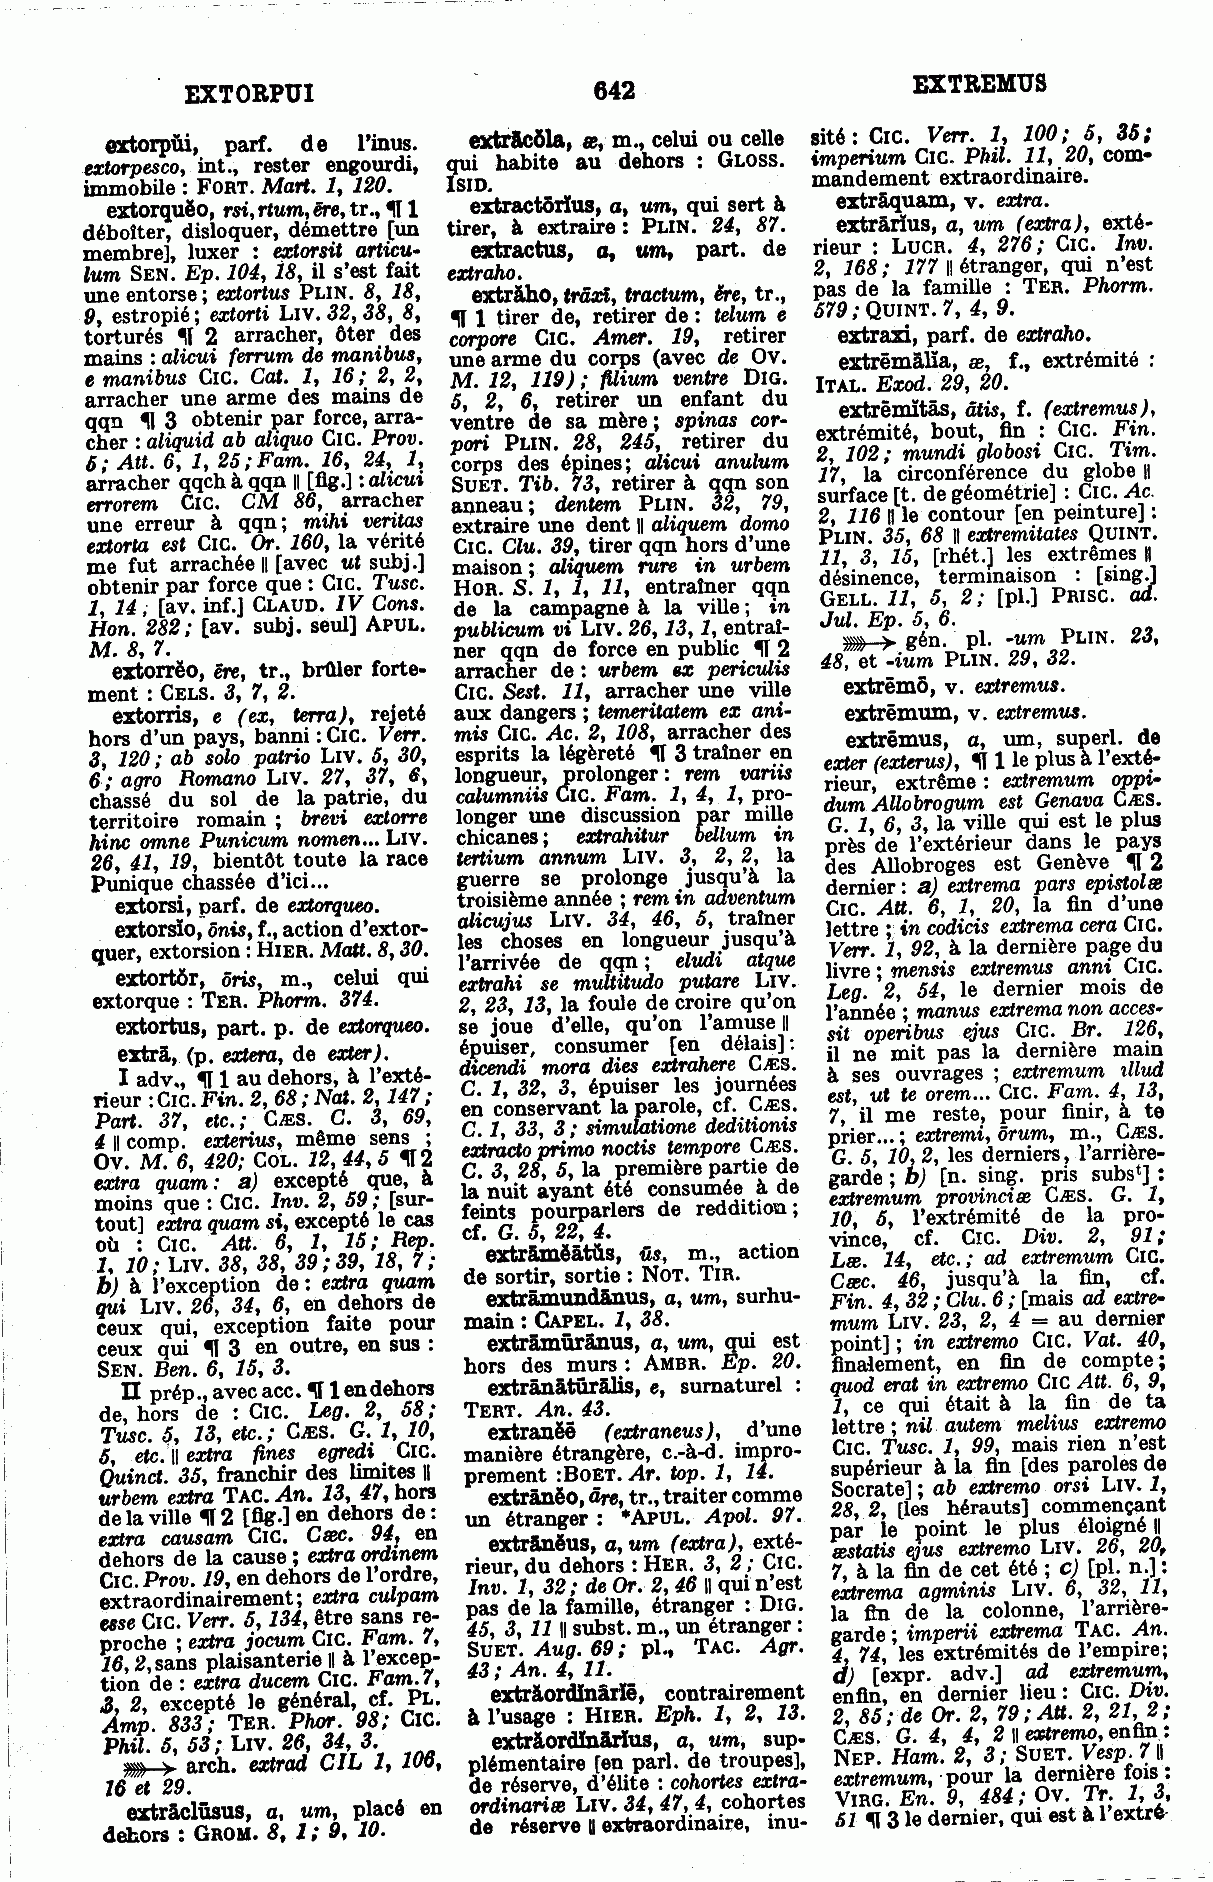 EXTORPUI
642
EXTREMUS
extorpŭi, parf. de l'inus.
extorpesco, int., rester engourdi,
immobile : FORT. Mart. 1, 120.
extorquĕo, rsi, rtum, ēre, tr., ¶ 1
déboîter, disloquer, démettre [un
membre], luxer : extorsit articu-
lum SEN. Ep. 104, 18, il s'est fait
une entorse; extortus PLIN. 8, 18,
9, estropié; extorti LIV. 32, 38, 8,
torturés ¶ 2 arracher, ôter des
mains : alicui ferrum de manibus,
e manibus CIC. Cat. 1, 16; 2, 2,
arracher une arme des mains de
qqn ¶ 3 obtenir par force, arra-
cher : aliquid ab aliquo CIC. Prov.
5; Att. 6, 1, 25; Fam. 16, 24, 1,
arracher qqch à qqn || [fig.] : alicui
errorem CIC. CM 86, arracher
une erreur à qqn; mihi veritas
extorta est CIC. Or. 160, la vérité
me fut arrachée || [avec ut subj.]
obtenir par force que : CIC. Tusc.
1, 14; [av. inf.] CLAUD. IV Cons.
Hon. 282; [av. subj. seul] APUL.
M. 8, 7.
extorrĕo, ēre, tr., brûler forte-
ment : CELS. 3, 7, 2.
extorris, e (ex, terra), rejeté
hors d'un pays, banni : CIC. Verr.
3, 120; ab solo patrio LIV. 5, 30,
6; agro Romano LIV. 27, 37, 6,
chassé du sol de la patrie, du
territoire romain ; brevi extorre
hinc omne Punicum nomen... LIV.
26, 41, 19, bientôt toute la race
Punique chassée d'ici...
extorsi, parf. de extorqueo.
extorsĭo, ōnis, f., action d'extor-
quer, extorsion : HIER. Matt. 8, 30.
extortŏr, ōris, m., celui qui
extorque : TER. Phorm. 374.
extortus, part. p. de extorqueo.
extrā, (p. extera, de exter).
I adv., ¶ 1 au dehors, à l'exté-
rieur : CIC. Fin. 2, 68; Nat. 2, 147;
Part. 37, etc.; CÆS. C. 3, 69,
4 || comp. exterius, même sens ;
OV. M. 6, 420; COL. 12, 44, 5 ¶ 2
extra quam : a) excepté que, à
moins que : CIC. Inv. 2, 59; [sur-
tout] extra quam si, excepté le cas
où : CIC. Att. 6, 1, 15; Rep.
1, 10; LIV. 38, 38, 39; 39, 18, 7;
b) à l'exception de : extra quam
qui LIV. 26, 34, 6, en dehors de
ceux qui, exception faite pour
ceux qui ¶ 3 en outre, en sus :
SEN. Ben. 6, 15, 3.
II prép., avec acc. ¶ 1 en dehors
de, hors de : CIC. Leg. 2, 58;
Tusc. 5, 13, etc.; CÆS. G. 1, 10,
5, etc. || extra fines egredi CIC.
Quinct. 35, franchir des limites ||
urbem extra TAC. An. 13, 47, hors
de la ville ¶ 2 [fig.] en dehors de :
extra causam CIC. Cæc. 94, en
dehors de la cause; extra ordinem
CIC. Prov. 19, en dehors de l'ordre,
extraordinairement; extra culpam
esse CIC. Verr. 5, 134, être sans re-
proche ; extra jocum CIC. Fam. 7,
16, 2, sans plaisanterie || à l'excep-
tion de : extra ducem CIC. Fam. 7,
3, 2, excepté le général, cf. PL.
Amp. 833; TER. Phor. 98; CIC.
Phil. 5, 53; LIV. 26, 34, 3.
⟶ arch. extrad CIL 1, 106,
16 et 29.
extrāclūsus, a, um, placé en
dehors : GROM. 8, 1; 9, 10.
extrăcŏla, æ, m., celui ou celle
qui habite au dehors : GLOSS.
ISID.
extractōrĭus, a, um, qui sert à
tirer, à extraire : PLIN. 24, 87.
extractus, a, um, part. de
extraho.
extrăho, trāxī, tractum, ĕre, tr.,
¶ 1 tirer de, retirer de : telum e
corpore CIC. Amer. 19, retirer
une arme du corps (avec de OV.
M. 12, 119); filium ventre DIG.
5, 2, 6, retirer un enfant du
ventre de sa mère; spinas cor-
pori PLIN. 28, 245, retirer du
corps des épines; alicui anulum
SUET. Tib. 73, retirer à qqn son
anneau; dentem PLIN. 32, 79,
extraire une dent || aliquem domo
CIC. Clu. 39, tirer qqn hors d'une
maison; aliquem rure in urbem
HOR. S. 1, 1, 11, entraîner qqn
de la campagne à la ville; in
publicum vi LIV. 26, 13, 1, entraî-
ner qqn de force en public ¶ 2
arracher de : urbem ex periculis
CIC. Sest. 11, arracher une ville
aux dangers; temeritatem ex ani-
mis CIC. Ac. 2, 108, arracher des
esprits la légèreté ¶ 3 traîner en
longueur, prolonger : rem variis
calumniis CIC. Fam. 1, 4, 1, pro-
longer une discussion par mille
chicanes; extrahitur bellum in
tertium annum LIV. 3, 2, 2, la
guerre se prolonge jusqu'à la
troisième année ; rem in adventum
alicujus LIV. 34, 46, 5, traîner
les choses en longueur jusqu'à
l'arrivée de qqn; eludi atque
extrahi se multitudo putare LIV.
2, 23, 13, la foule de croire qu'on
se joue d'elle, qu'on l'amuse ||
épuiser, consumer [en délais] :
dicendi mora dies extrahere CÆS.
C. 1, 32, 3, épuiser les journées
en conservant la parole, cf. CÆS.
C. 1, 33, 3; simulatione deditionis
extracto primo noctis tempore CÆS.
C. 3, 28, 5, la première partie de
la nuit ayant été consumée à de
feints pourparlers de reddition;
cf. G. 5, 22, 4.
extrāmĕātŭs, ūs, m., action
de sortir, sortie : NOT. TIR.
extrāmundānus, a, um, surhu-
main : CAPEL. 1, 38.
extrāmūrānus, a, um, qui est
hors des murs : AMBR. Ep. 20.
extrānātūrālis, e, surnaturel :
TERT. An. 43.
extranĕē (extraneus), d'une
manière étrangère, c.-à-d. impro-
prement : BOET. Ar. top. 1, 14.
extrānĕo, āre, tr., traiter comme
un étranger : *APUL. Apol. 97.
extrānĕus, a, um (extra), exté-
rieur, du dehors : HER. 3, 2; CIC.
Inv. 1, 32; de Or. 2, 46 || qui n'est
pas de la famille, étranger : DIG.
45, 3, 11 || subst. m., un étranger :
SUET. Aug. 69; pl., TAC. Agr.
43; An. 4, 11.
extrāordĭnārĭē, contrairement
à l'usage : HIER. Eph. 1, 2, 13.
extrāordĭnārĭus, a, um, sup-
plémentaire [en parl. de troupes],
de réserve, d'élite : cohortes extra-
ordinariæ LIV. 34, 47, 4, cohortes
de réserve || extraordinaire, inu-
sité : CIC. Verr. 1, 100; 5, 35;
imperium CIC. Phil. 11, 20, com-
mandement extraordinaire.
extrāquam, v. extra.
extrārĭus, a, um (extra), exté-
rieur : LUCR. 4, 276; CIC. Inv.
2, 168; 177 || étranger, qui n'est
pas de la famille : TER. Phorm.
579; QUINT. 7, 4, 9.
extraxi, parf. de extraho.
extrēmālia, æ, f., extrémité :
ITAL. Exod. 29, 20.
extrēmĭtās, ātis, f. (extremus),
extrémité, bout, fin : CIC. Fin.
2, 102; mundi globosi CIC. Tim.
17, la circonférence du globe ||
surface [t. de géométrie] : CIC. Ac.
2, 116 || le contour [en peinture] :
PLIN. 35, 68 || extremitates QUINT.
11, 3, 15, [rhét.] les extrêmes ||
désinence, terminaison : [sing.]
GELL. 11, 5, 2; [pl.] PRISC. ad.
Jul. Ep. 5, 6.
⟶ gén. pl. -um PLIN. 23,
48, et -ium PLIN. 29, 32.
extrēmō, v. extremus.
extrēmum, v. extremus.
extrēmus, a, um, superl. de
exter (exterus), ¶ 1 le plus à l'exté-
rieur, extrême : extremum oppi-
dum Allobrogum est Genava CÆS.
G. 1, 6, 3, la ville qui est le plus
près de l'extérieur dans le pays
des Allobroges est Genève ¶ 2
dernier : a) extrema pars epistolæ
CIC. Att. 6, 1, 20, la fin d'une
lettre ; in codicis extrema cera CIC.
Verr. 1, 92, à la dernière page du
livre ; mensis extremus anni CIC.
Leg. 2, 54, le dernier mois de
l'année ; manus extrema non acces-
sit operibus ejus CIC. Br. 126,
il ne mit pas la dernière main
à ses ouvrages ; extremum illud
est, ut te orem... CIC. Fam. 4, 13,
7, il me reste, pour finir, à te
prier...; extremi, ōrum, m., CÆS.
G. 5, 10, 2, les derniers, l'arrière-
garde; b) [n. sing. pris subst] :
extremum provinciæ CÆS. G. 1,
10, 5, l'extrémité de la pro-
vince, cf. CIC. Div. 2, 91;
Læ. 14, etc.; ad extremum CIC.
Cæc. 46, jusqu'à la fin, cf.
Fin. 4, 32; Clu. 6; [mais ad extre-
mum LIV. 23, 2, 4 = au dernier
point]; in extremo CIC. Vat. 40,
finalement, en fin de compte;
quod erat in extremo CIC Att. 6, 9,
1, ce qui était à la fin de ta
lettre; nil autem melius extremo
CIC. Tusc. 1, 99, mais rien n'est
supérieur à la fin [des paroles de
Socrate]; ab extremo orsi LIV. 1,
28, 2, [les hérauts] commençant
par le point le plus éloigné ||
æstatis ejus extremo LIV. 26, 20,
7, à la fin de cet été; c) [pl. n.] :
extrema agminis LIV. 6, 32, 11,
la fin de la colonne, l'arrière-
garde; imperii extrema TAC. An.
4, 74, les extrémités de l'empire;
d) [expr. adv.] ad extremum,
enfin, en dernier lieu : CIC. Div.
2, 85; de Or. 2, 79; Att. 2, 21, 2;
CÆS. G. 4, 4, 2 || extremo, enfin :
NEP. Ham. 2, 3; SUET. Vesp. 7 ||
extremum, pour la dernière fois :
VIRG. En. 9, 484; OV. Tr. 1, 3,
51 ¶ 3 le dernier, qui est à l'extré-